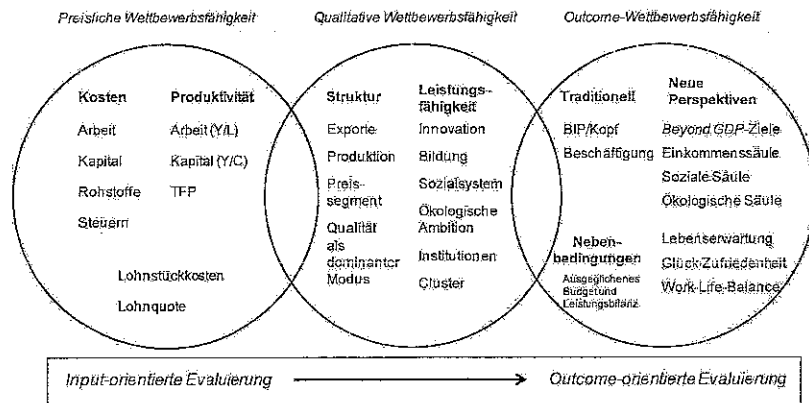 Preisliche Wettbewerbsfähigkeit
Qualitative Wettbewerbsfähigkeit
Outcome-Wettbewerbsfähigkeit
Kosten
Arbeit
Kapital
Rohstoffe
Steuern
Produktivität
Arbeit (Y/L)
Kapital (Y/C)
TFP
Lohnstückkosten
Lohnquote
Struktur
Exporte
Produktion
Preis-
segment
Qualität
als
dominanter
Modus
Leistungs-
fähigkeit
Innovation
Bildung
Sozialsystem
Ökologische
Ambition
Institutionen
Cluster
Traditionell
BIP/Kopf
Beschäftigung
Neben-
bedingungen
Ausgeglichenes
Budget und
Leistungsbilanz
Neue
Perspektiven
Beyond GDP-Ziele
Einkommenssäule
Soziale Säule
Ökologische Säule
Lebenserwartung
Glück-Zufriedenheit
Work-Life-Balance
Input-orientierte Evaluierung
Outcome-orientierte Evaluierung